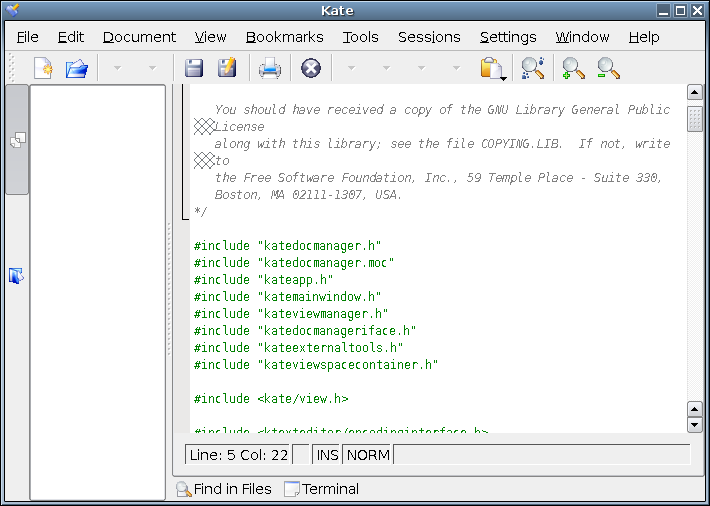 Kate
File Edit Document View Bookmarks Tools Sessions Settings Window Help
You should have received a copy of the GNU Library General Public
License
along with this library; see the file COPYING.LIB.  If not, write
to
the Free Software Foundation, Inc., 59 Temple Place - Suite 330,
Boston, MA 02111-1307, USA.
*/
#include "katedocmanager.h"
#include "katedocmanager.moc"
#include "kateapp.h"
#include "katemainwindow.h"
#include "kateviewmanager.h"
#include "katedocmanageriface.h"
#include "kateexternaltools.h"
#include "kateviewspacecontainer.h"
#include <kate/view.h>
#include <ktexteditor/encodinginterface.h>
Line: 5 Col: 22 INS NORM
Find in Files Terminal